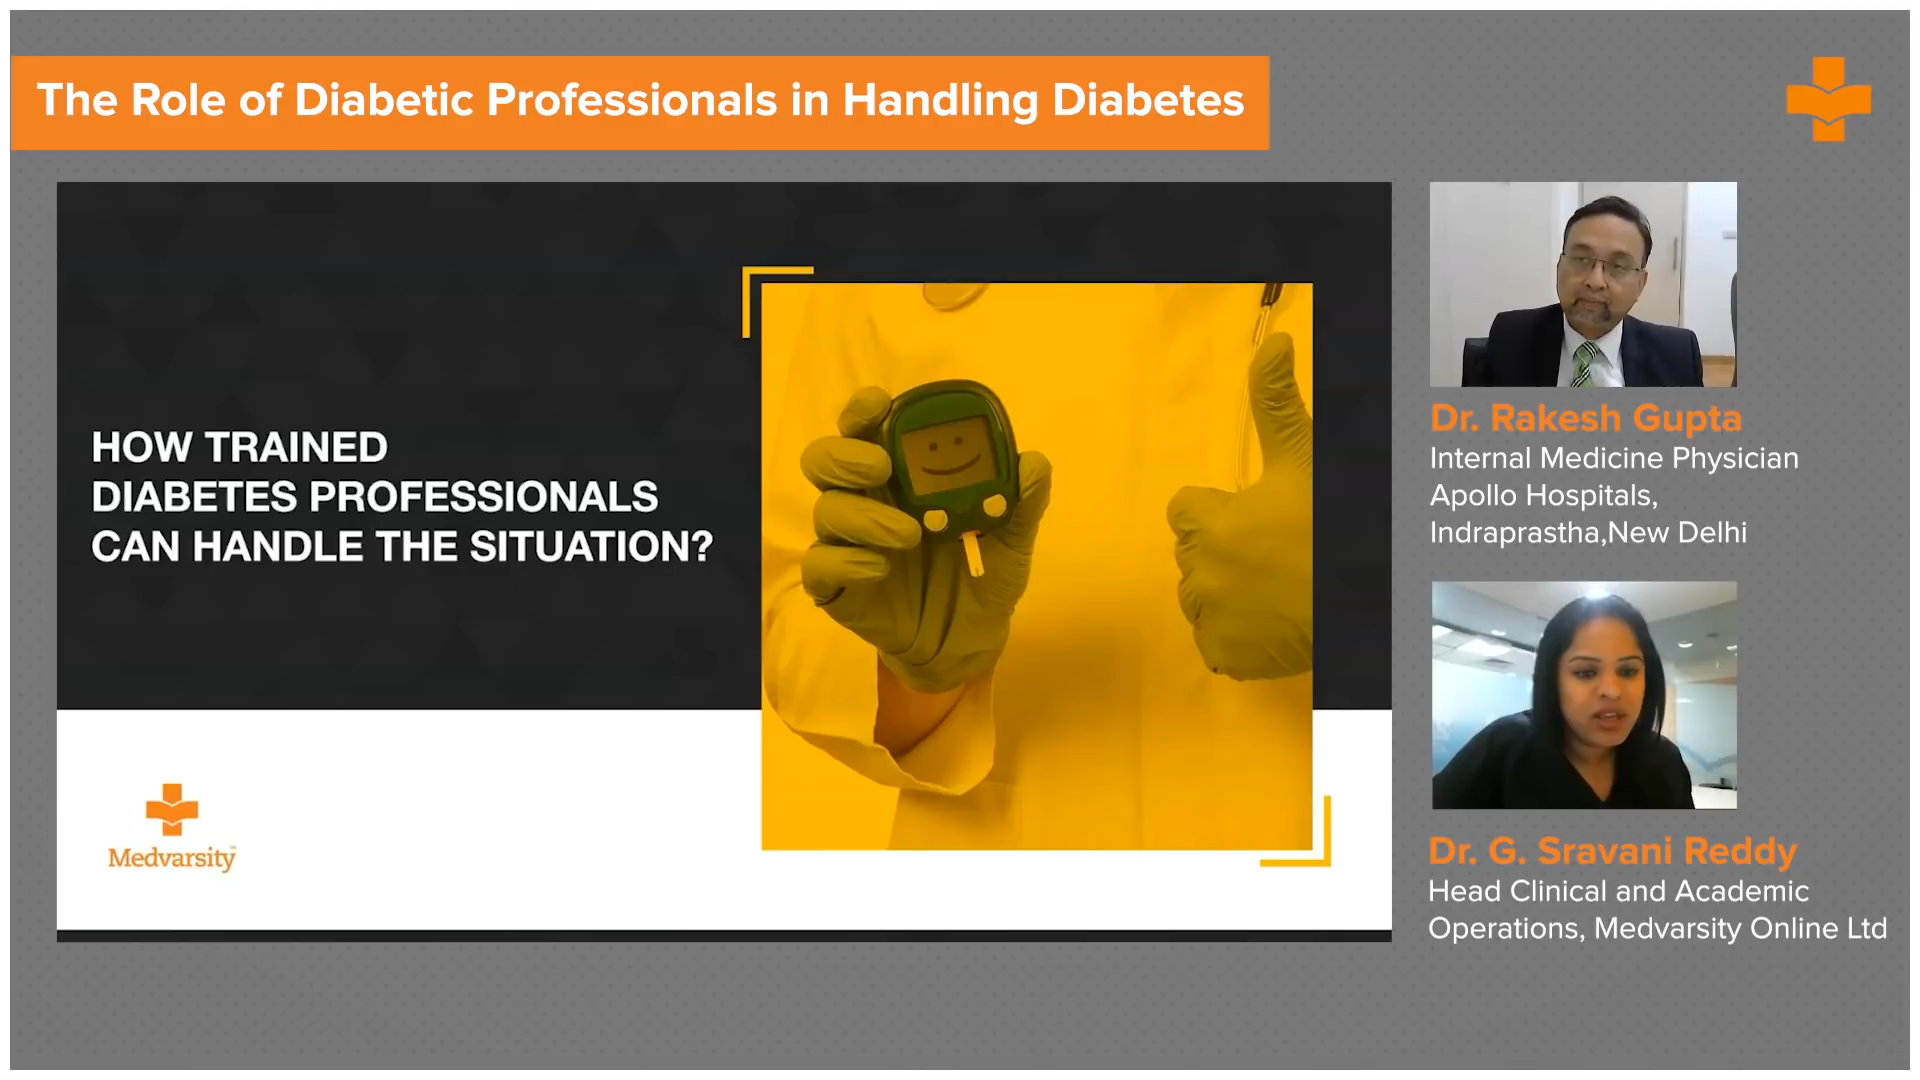 The Role of Diabetic Professionals in Handling Diabetes
HOW TRAINED
DIABETES PROFESSIONALS
CAN HANDLE THE SITUATION?
Medvarsity
Dr. Rakesh Gupta
Internal Medicine Physician
Apollo Hospitals,
Indraprastha,New Delhi
Dr. G. Sravani Reddy
Head Clinical and Academic
Operations, Medvarsity Online Ltd